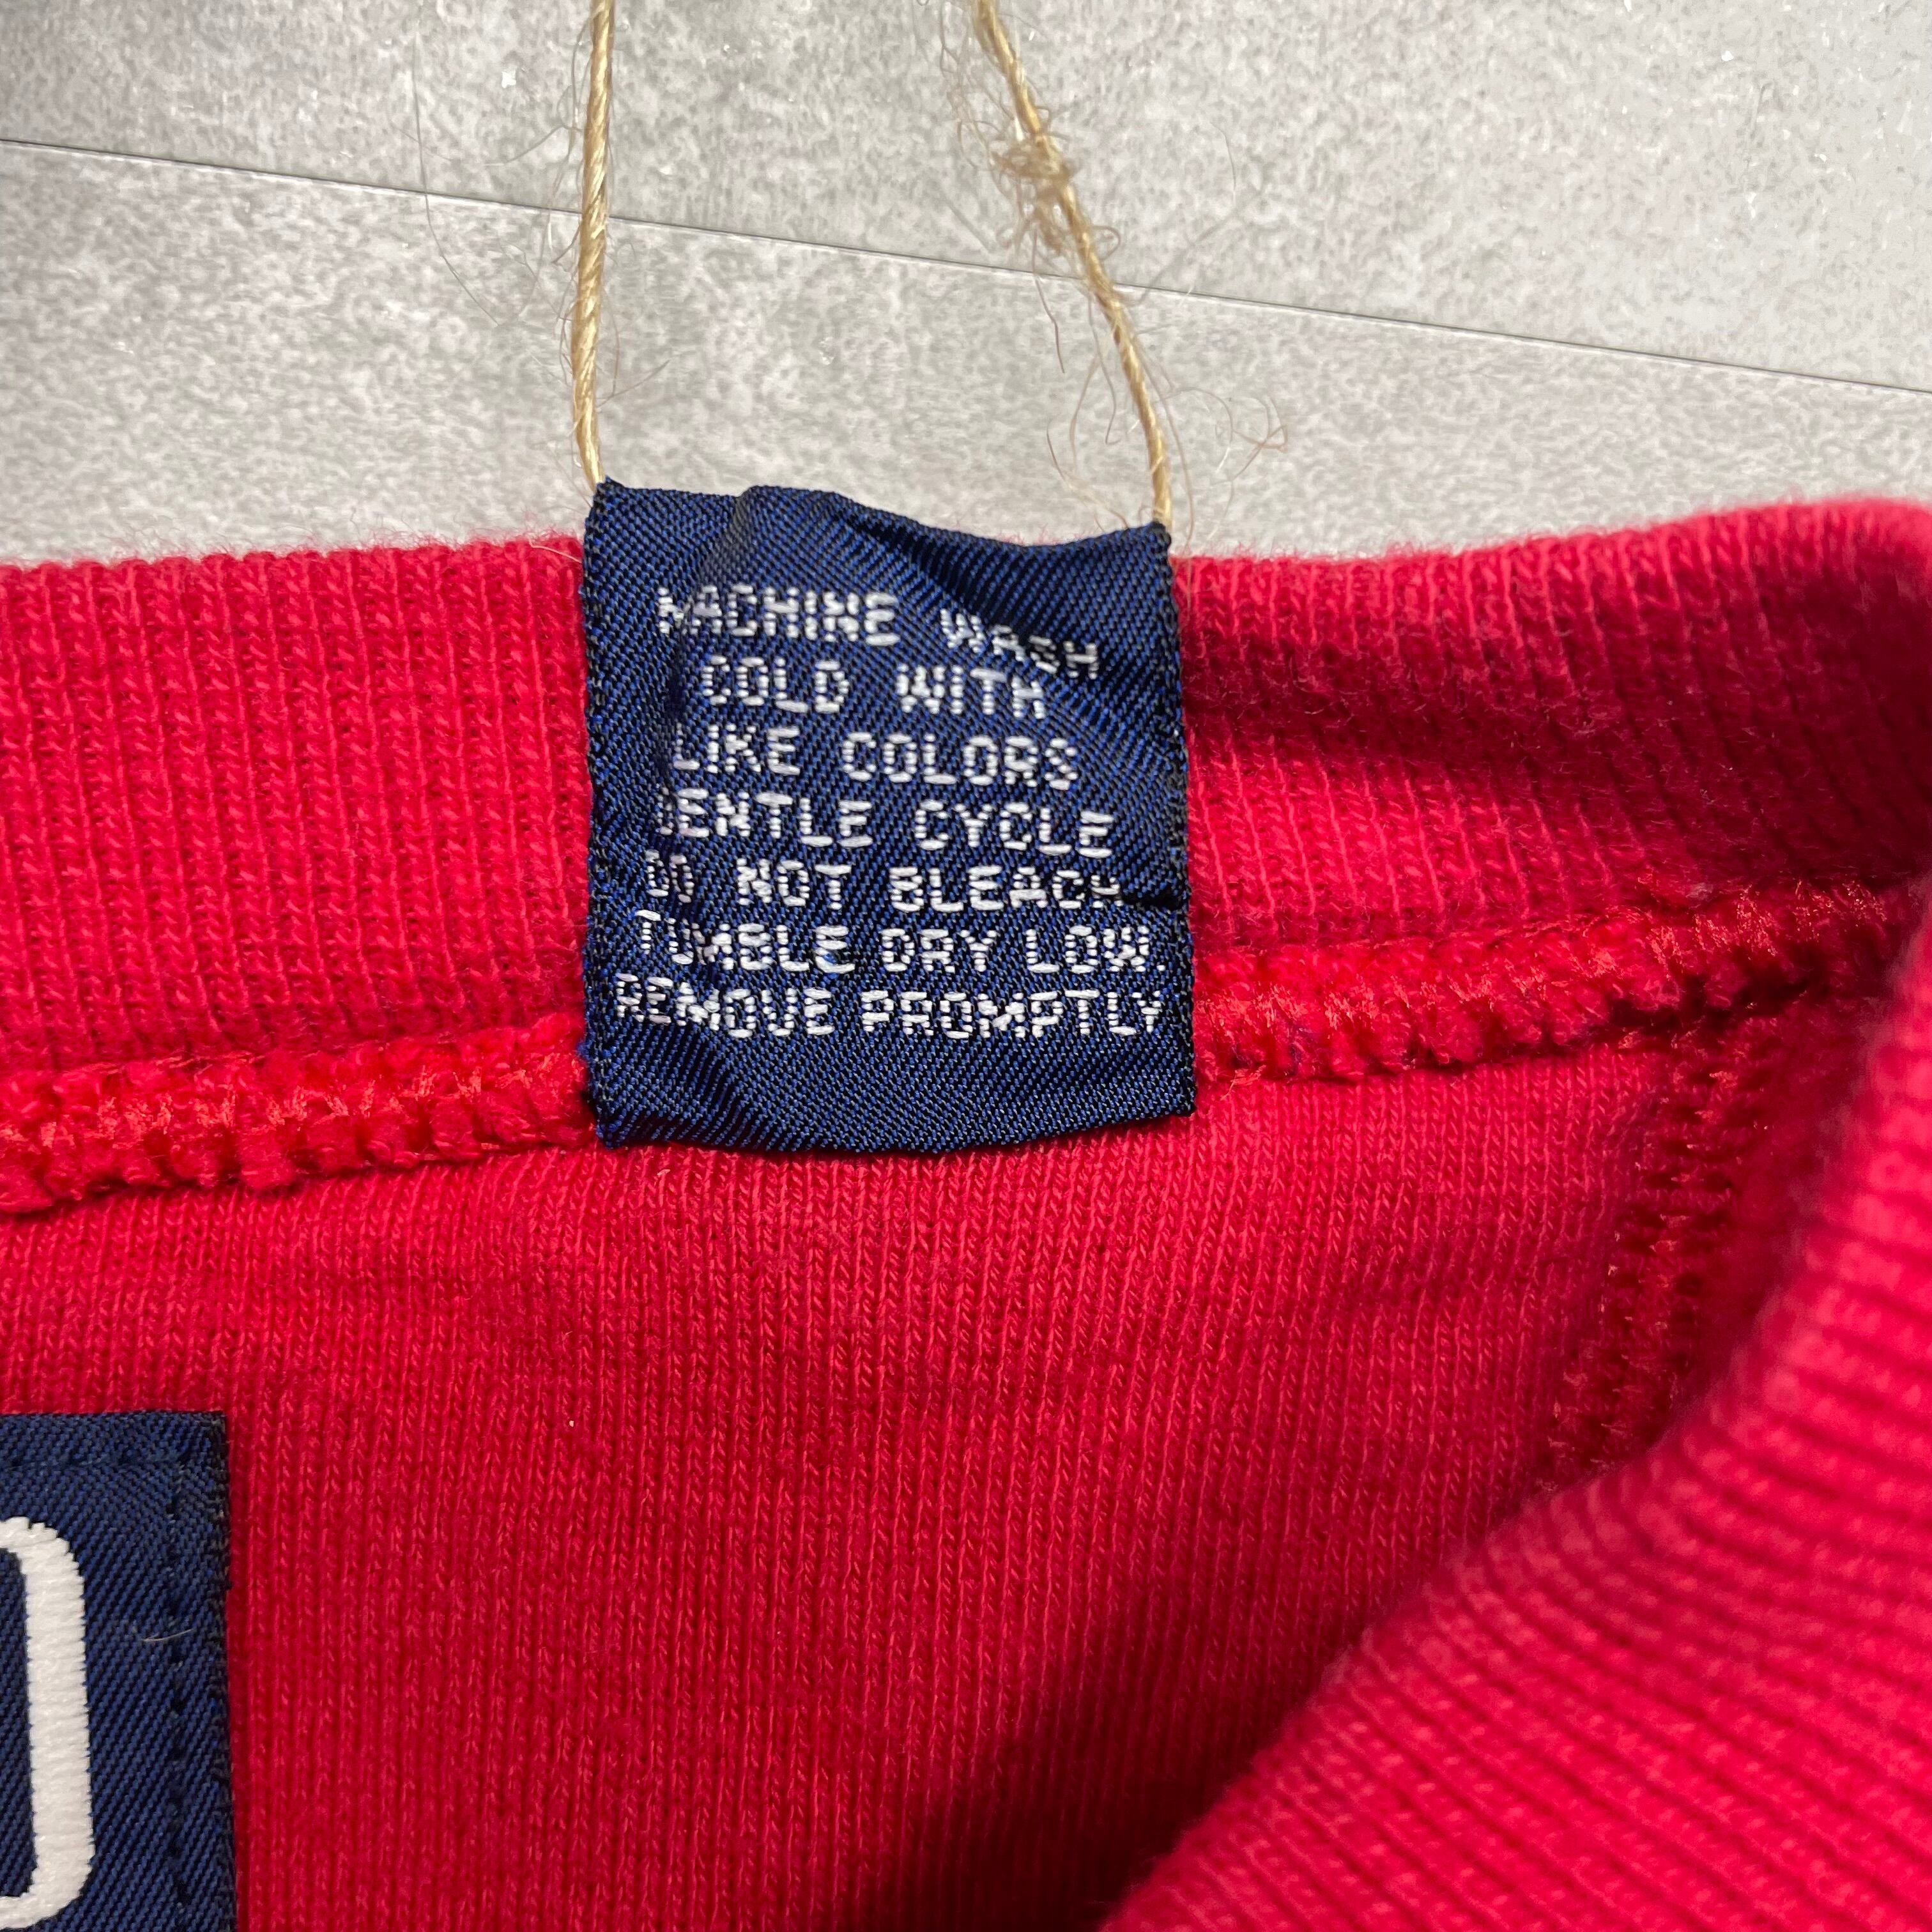 MACHINE WASH
COLD WITH
LIKE COLORS
GENTLE CYCLE
DO NOT BLEACH
TUMBLE DRY LOW.
REMOVE PROMPTLY